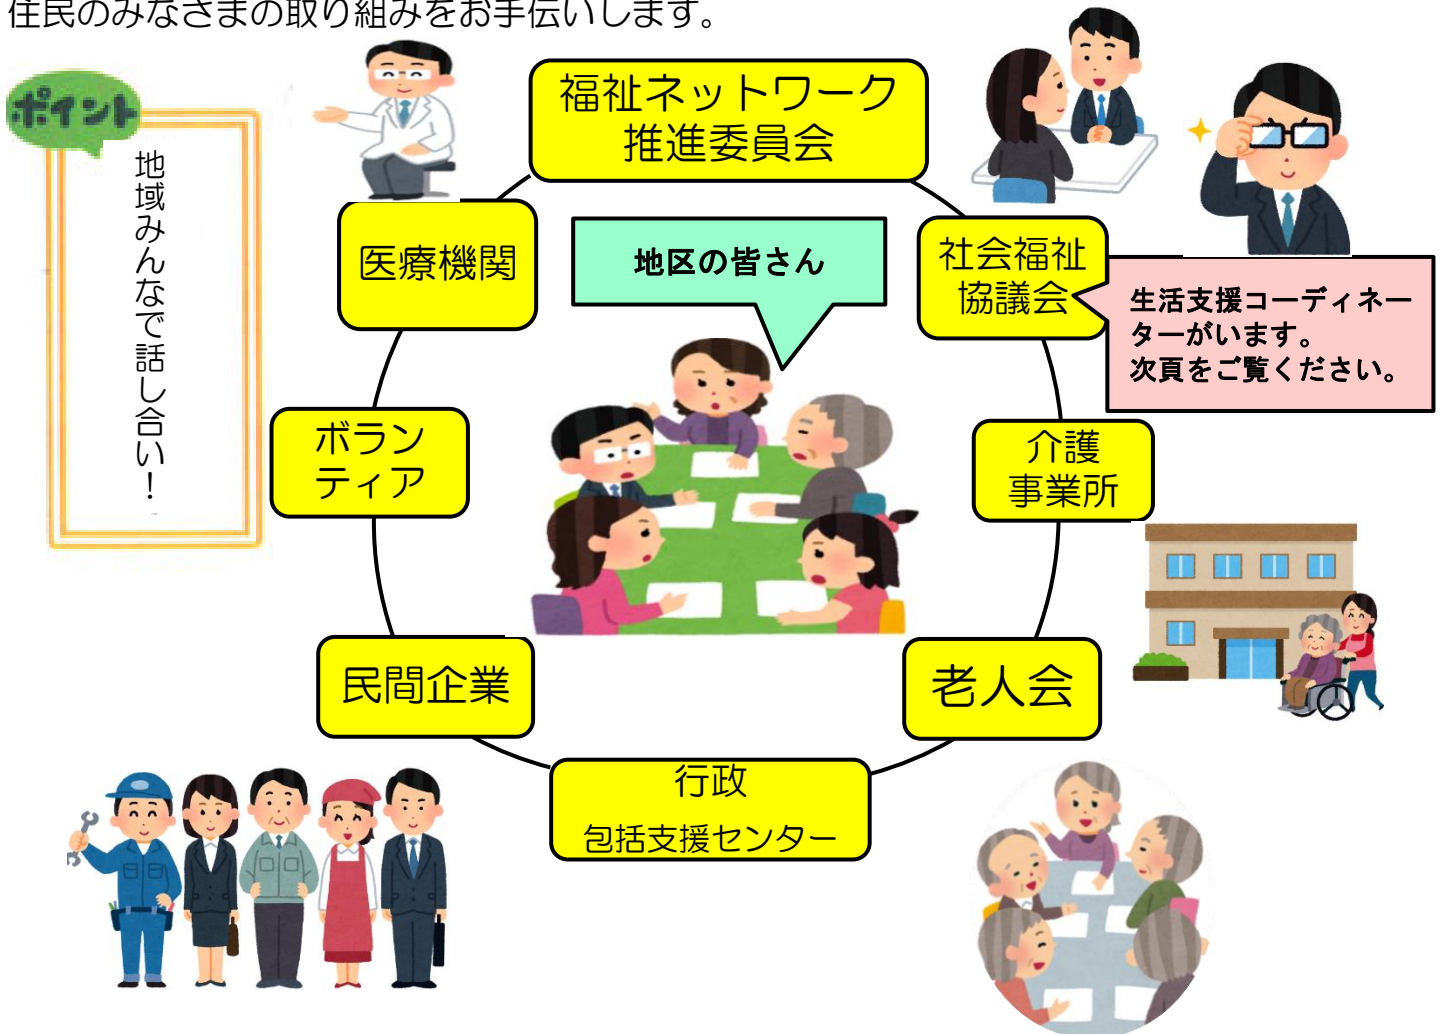 住民のみなさまの取り組みをお手伝いします。
ポイント
地域みんなで話し合い!
福祉ネットワーク
推進委員会
医療機関
地区の皆さん
社会福祉
協議会
生活支援コーディネー
ターがいます。
次頁をご覧ください。
ボラン
ティア
介護
事業所
民間企業
老人会
行政
包括支援センター